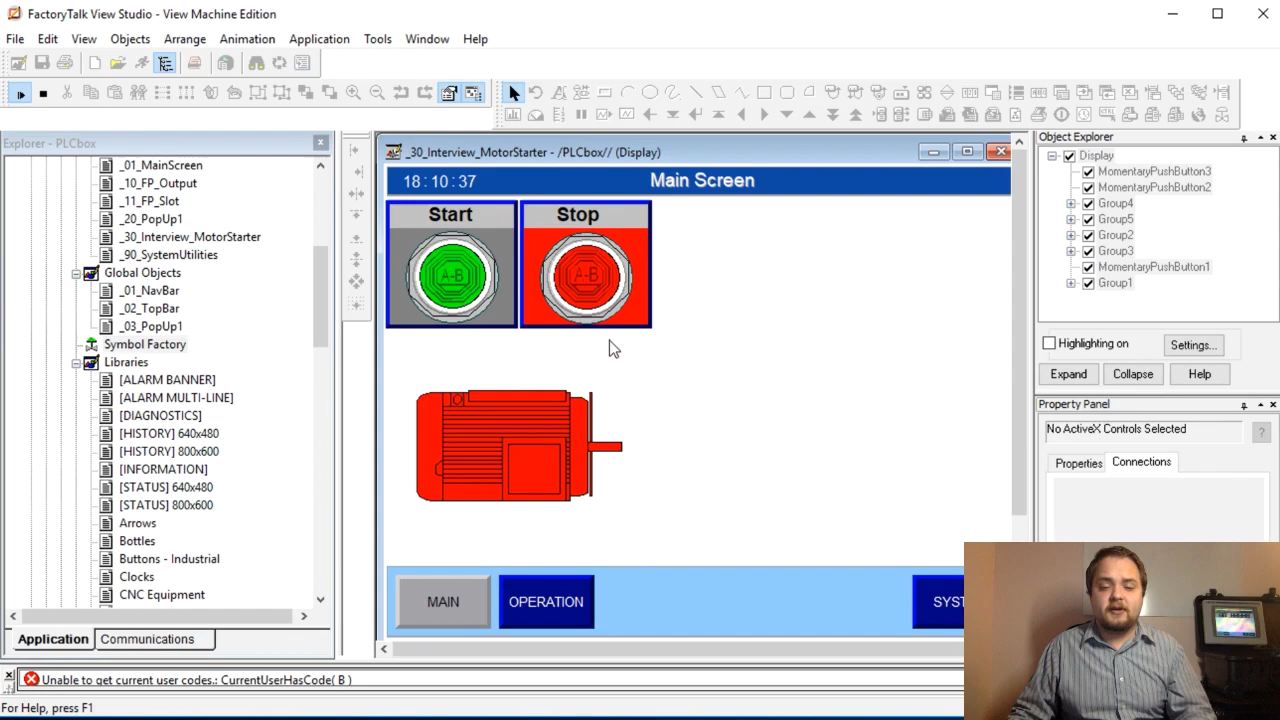 FactoryTalk View Studio - View Machine Edition
File Edit View Objects Arrange Animation Application Tools Window Help
Explorer - PLCbox
_01_MainScreen
_10_FP_Output
_11_FP_Slot
_20_PopUp1
_30_Interview_MotorStarter
_90_SystemUtilities
Global Objects
_01_NavBar
_02_TopBar
_03_PopUp1
Symbol Factory
Libraries
[ALARM BANNER]
[ALARM MULTI-LINE]
[DIAGNOSTICS]
[HISTORY] 640x480
[HISTORY] 800x600
[INFORMATION]
[STATUS] 640x480
[STATUS] 800x600
Arrows
Bottles
Buttons - Industrial
Clocks
CNC Equipment
Application Communications
_30_Interview_MotorStarter - /PLCbox// (Display)
18:10:37 Main Screen
Start Stop
A-B A-B
MAIN OPERATION SYST
Object Explorer
Display
MomentaryPushButton3
MomentaryPushButton2
Group4
Group5
Group2
Group3
MomentaryPushButton1
Group1
Highlighting on Settings...
Expand Collapse Help
Property Panel
No ActiveX Controls Selected ?
Properties Connections
Unable to get current user codes.: CurrentUserHasCode( B )
For Help, press F1